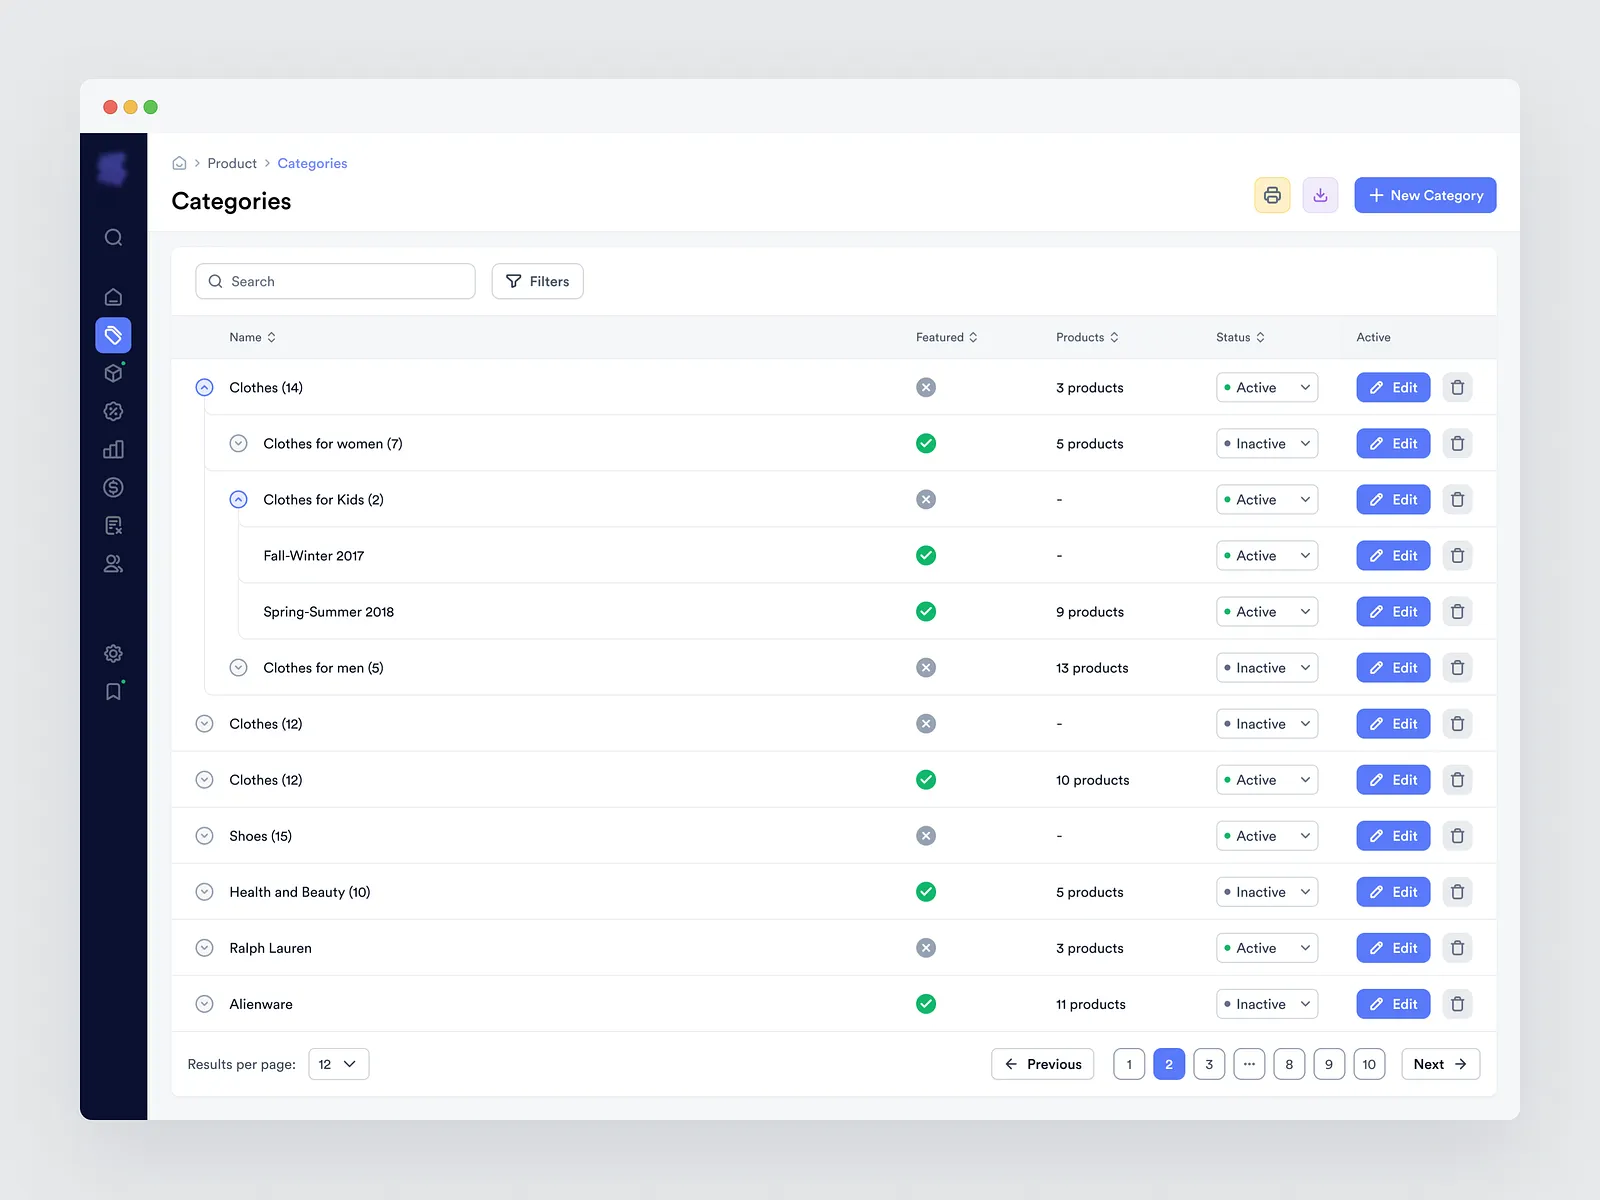 Product
Categories
Categories
New Category
Search
Filters
Name
Featured
Products
Status
Active
Clothes (14)
3 products
Active
Edit
Clothes for women (7)
5 products
Inactive
Edit
Clothes for Kids (2)
-
Active
Edit
Fall-Winter 2017
-
Active
Edit
Spring-Summer 2018
9 products
Active
Edit
Clothes for men (5)
13 products
Inactive
Edit
Clothes (12)
-
Inactive
Edit
Clothes (12)
10 products
Active
Edit
Shoes (15)
-
Active
Edit
Health and Beauty (10)
5 products
Inactive
Edit
Ralph Lauren
3 products
Active
Edit
Alienware
11 products
Inactive
Edit
Results per page:
12
Previous
1
2
3
...
8
9
10
Next